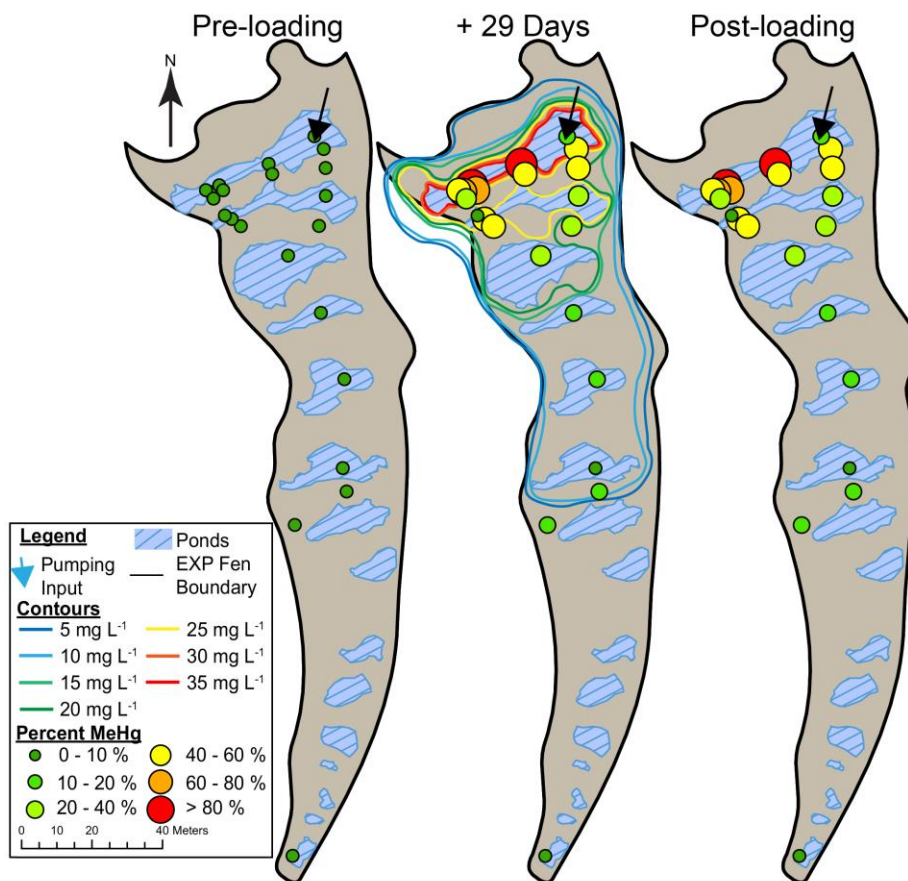 Pre-loading
+ 29 Days
Post-loading
N
Legend
Ponds
Pumping Input
EXP Fen Boundary
Contours
5 mg L⁻¹
25 mg L⁻¹
10 mg L⁻¹
30 mg L⁻¹
15 mg L⁻¹
35 mg L⁻¹
20 mg L⁻¹
Percent MeHg
0 - 10 %
40 - 60 %
10 - 20 %
60 - 80 %
20 - 40 %
> 80 %
0 10 20 40 Meters